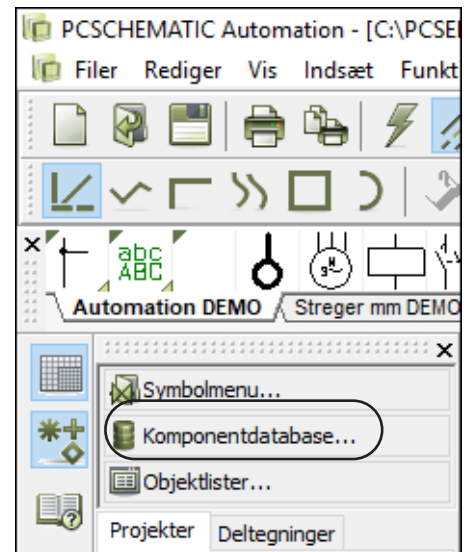 PCSCHEMATIC Automation - [C:\PCSE
Filer Rediger Vis Indsæt Funkt
abc
ABC
3~
Automation DEMO Streger mm DEMO
Symbolmenu...
Komponentdatabase...
Objektlister...
Projekter Deltegninger